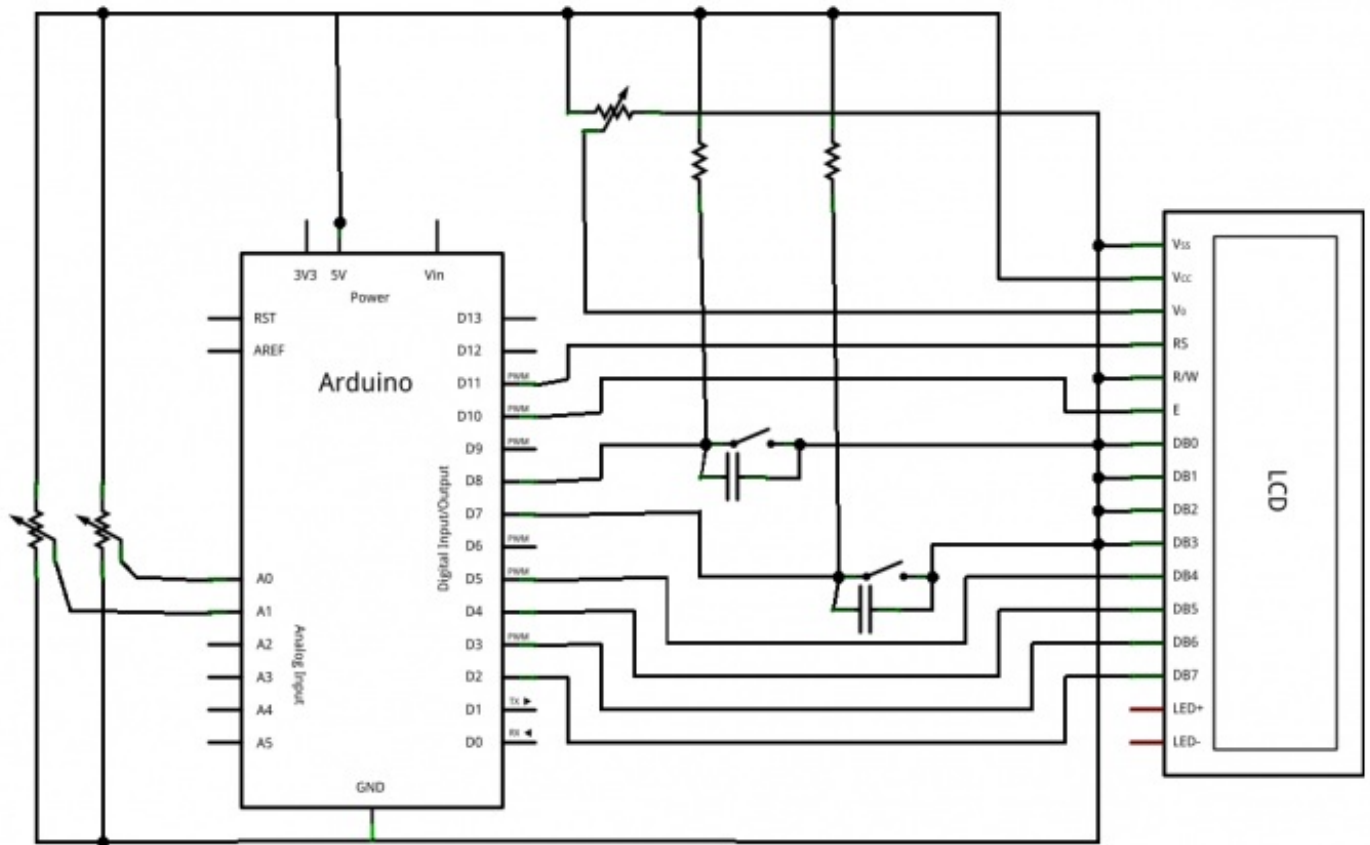 3V3 5V Vin
Power
RST
AREF
Arduino
D13
D12
PWM D11
PWM D10
PWM D9
D8
D7
PWM D6
PWM D5
D4
PWM D3
D2
TX ▶ D1
RX ◀ D0
Digital Input/Output
A0
A1
A2
A3
A4
A5
Analog Input
GND
Vss
Vcc
V0
RS
R/W
E
DB0
DB1
DB2
DB3
DB4
DB5
DB6
DB7
LED+
LED-
LCD